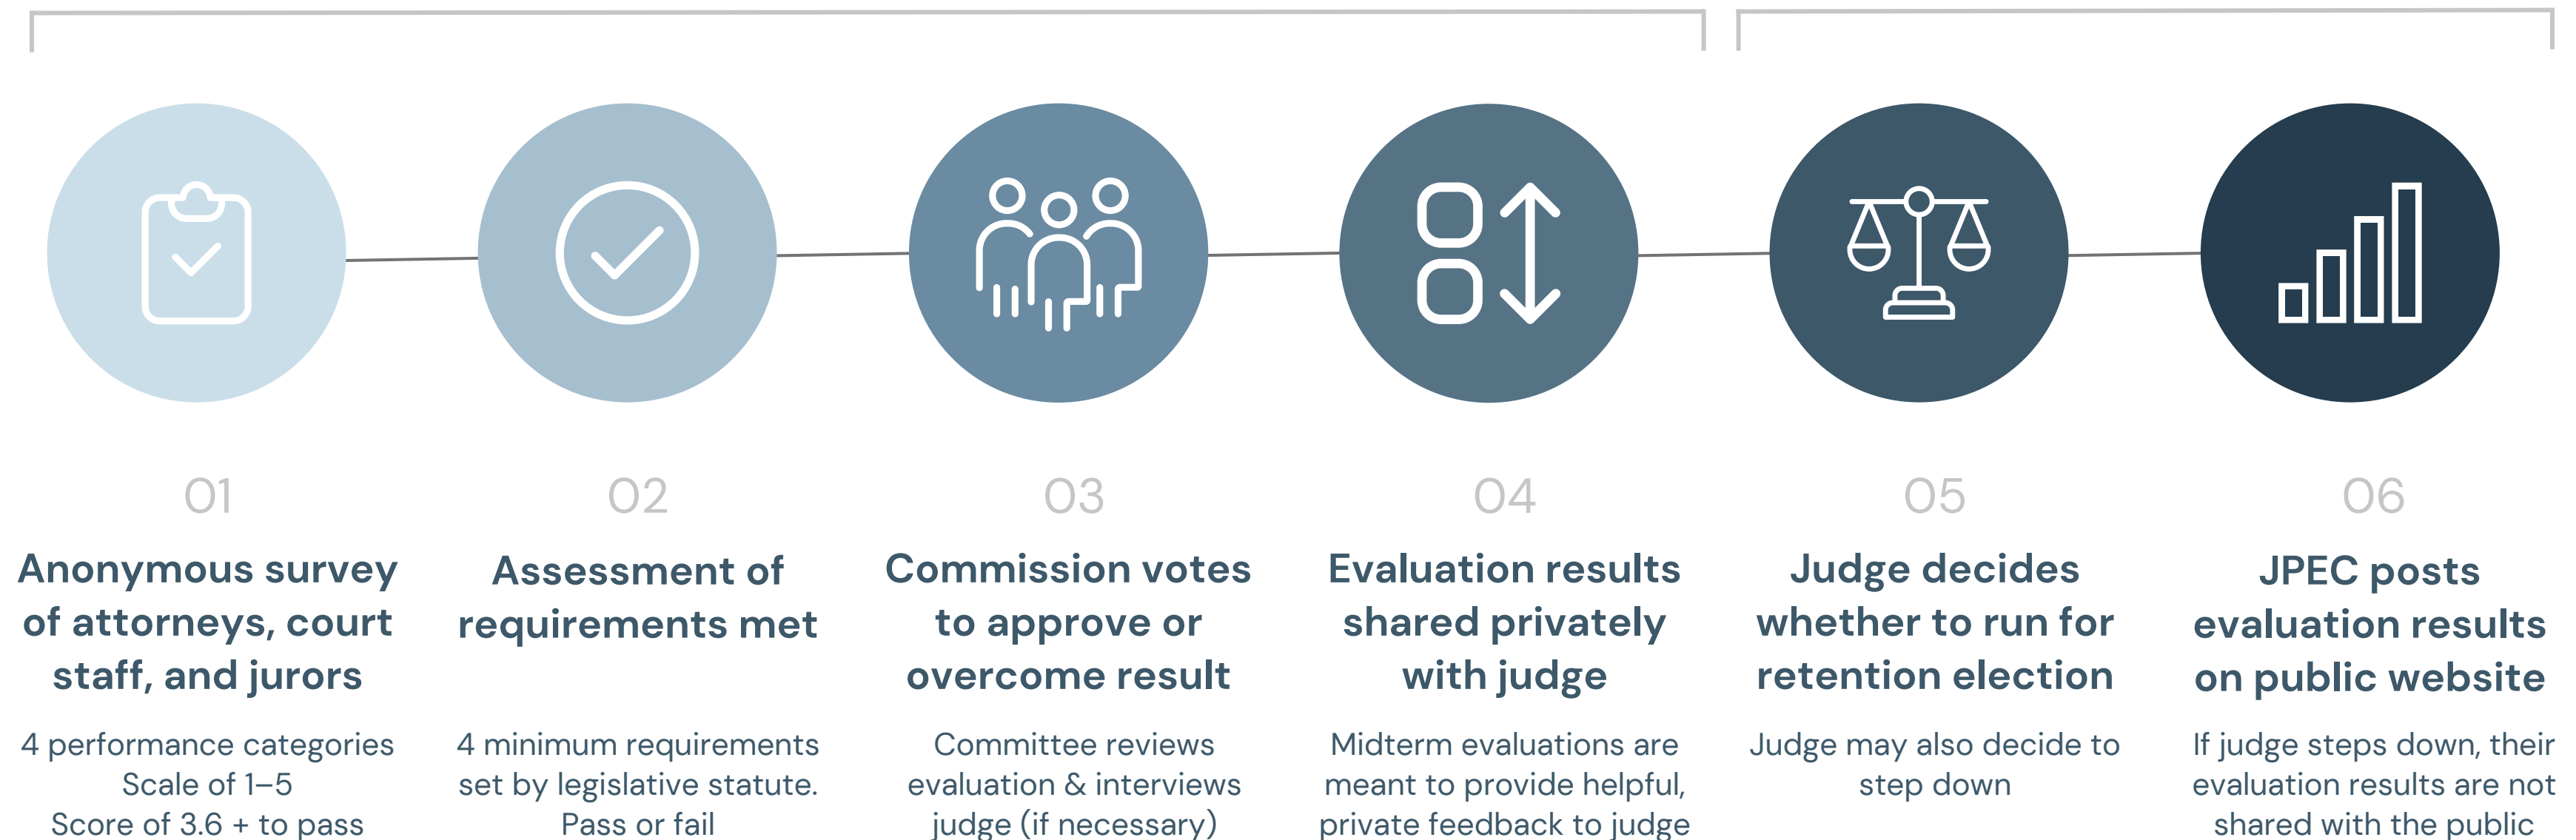 01
Anonymous survey
of attorneys, court
staff, and jurors
4 performance categories
Scale of 1–5
Score of 3.6 + to pass
02
Assessment of
requirements met
4 minimum requirements
set by legislative statute.
Pass or fail
03
Commission votes
to approve or
overcome result
Committee reviews
evaluation & interviews
judge (if necessary)
04
Evaluation results
shared privately
with judge
Midterm evaluations are
meant to provide helpful,
private feedback to judge
05
Judge decides
whether to run for
retention election
Judge may also decide to
step down
06
JPEC posts
evaluation results
on public website
If judge steps down, their
evaluation results are not
shared with the public